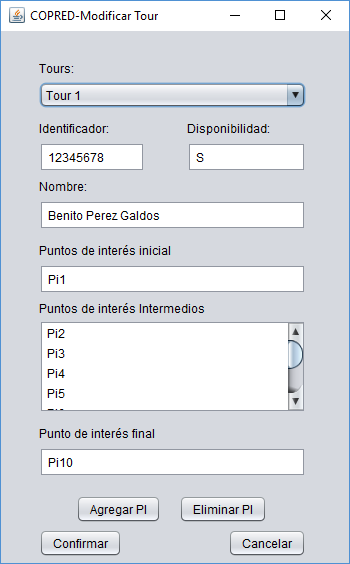 COPRED-Modificar Tour
Tours:
Tour 1
Identificador: Disponibilidad:
12345678 S
Nombre:
Benito Perez Galdos
Puntos de interés inicial
Pi1
Puntos de interés Intermedios
Pi2
Pi3
Pi4
Pi5
Punto de interés final
Pi10
Agregar PI Eliminar PI
Confirmar Cancelar